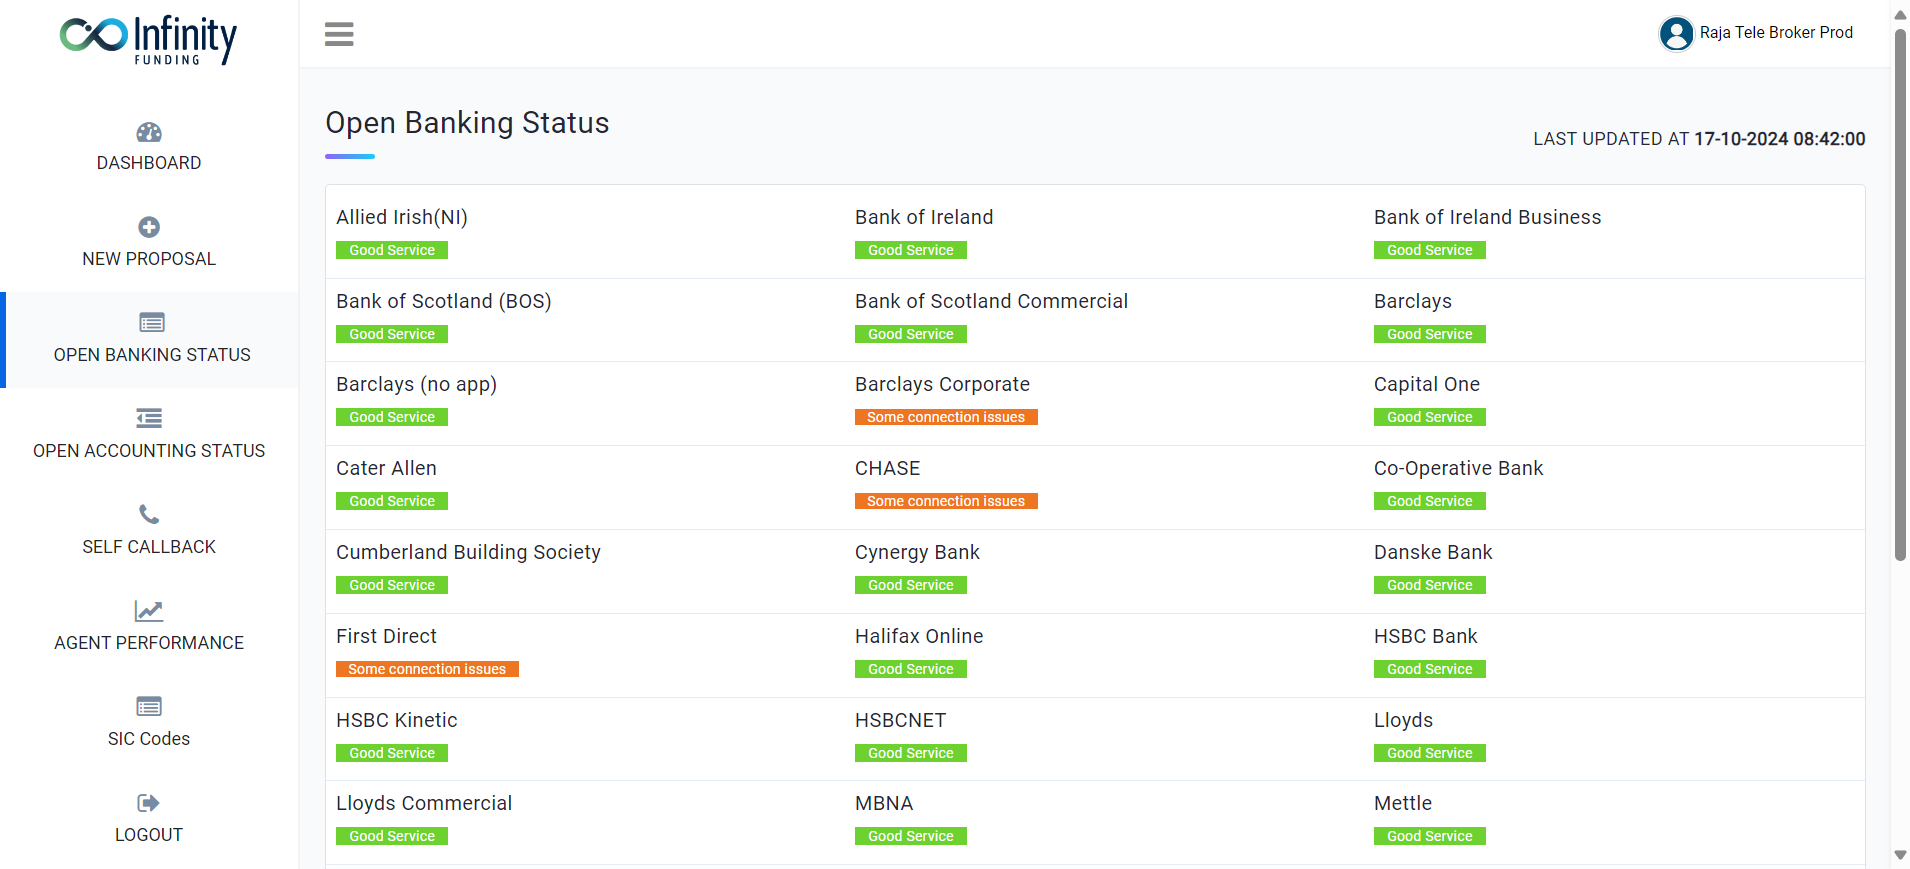 Infinity
FUNDING
Raja Tele Broker Prod
DASHBOARD
NEW PROPOSAL
OPEN BANKING STATUS
OPEN ACCOUNTING STATUS
SELF CALLBACK
AGENT PERFORMANCE
SIC Codes
LOGOUT
Open Banking Status
LAST UPDATED AT 17-10-2024 08:42:00
Allied Irish(NI)
Good Service
Bank of Ireland
Good Service
Bank of Ireland Business
Good Service
Bank of Scotland (BOS)
Good Service
Bank of Scotland Commercial
Good Service
Barclays
Good Service
Barclays (no app)
Good Service
Barclays Corporate
Some connection issues
Capital One
Good Service
Cater Allen
Good Service
CHASE
Some connection issues
Co-Operative Bank
Good Service
Cumberland Building Society
Good Service
Cynergy Bank
Good Service
Danske Bank
Good Service
First Direct
Some connection issues
Halifax Online
Good Service
HSBC Bank
Good Service
HSBC Kinetic
Good Service
HSBCNET
Good Service
Lloyds
Good Service
Lloyds Commercial
Good Service
MBNA
Good Service
Mettle
Good Service